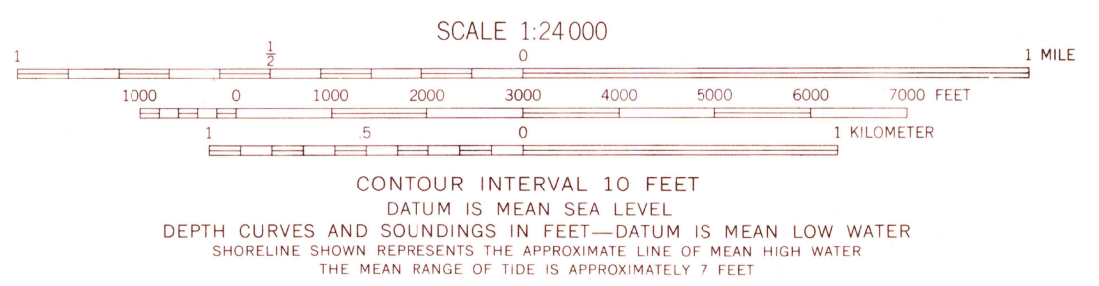 SCALE 1:24 000
1 1/2 0 1 MILE
1000 0 1000 2000 3000 4000 5000 6000 7000 FEET
1 .5 0 1 KILOMETER
CONTOUR INTERVAL 10 FEET
DATUM IS MEAN SEA LEVEL
DEPTH CURVES AND SOUNDINGS IN FEET—DATUM IS MEAN LOW WATER
SHORELINE SHOWN REPRESENTS THE APPROXIMATE LINE OF MEAN HIGH WATER
THE MEAN RANGE OF TIDE IS APPROXIMATELY 7 FEET